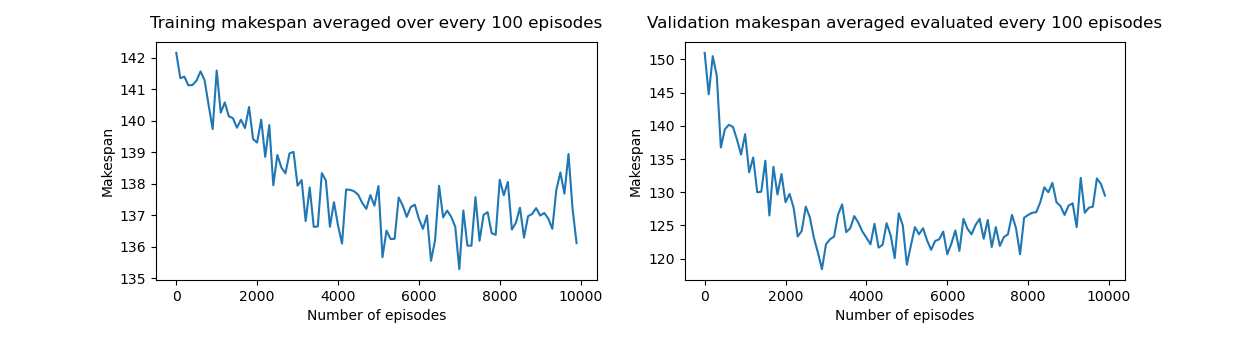 Training makespan averaged over every 100 episodes
Makespan
142
141
140
139
138
137
136
135
0 2000 4000 6000 8000 10000
Number of episodes
Validation makespan averaged evaluated every 100 episodes
Makespan
150
145
140
135
130
125
120
0 2000 4000 6000 8000 10000
Number of episodes